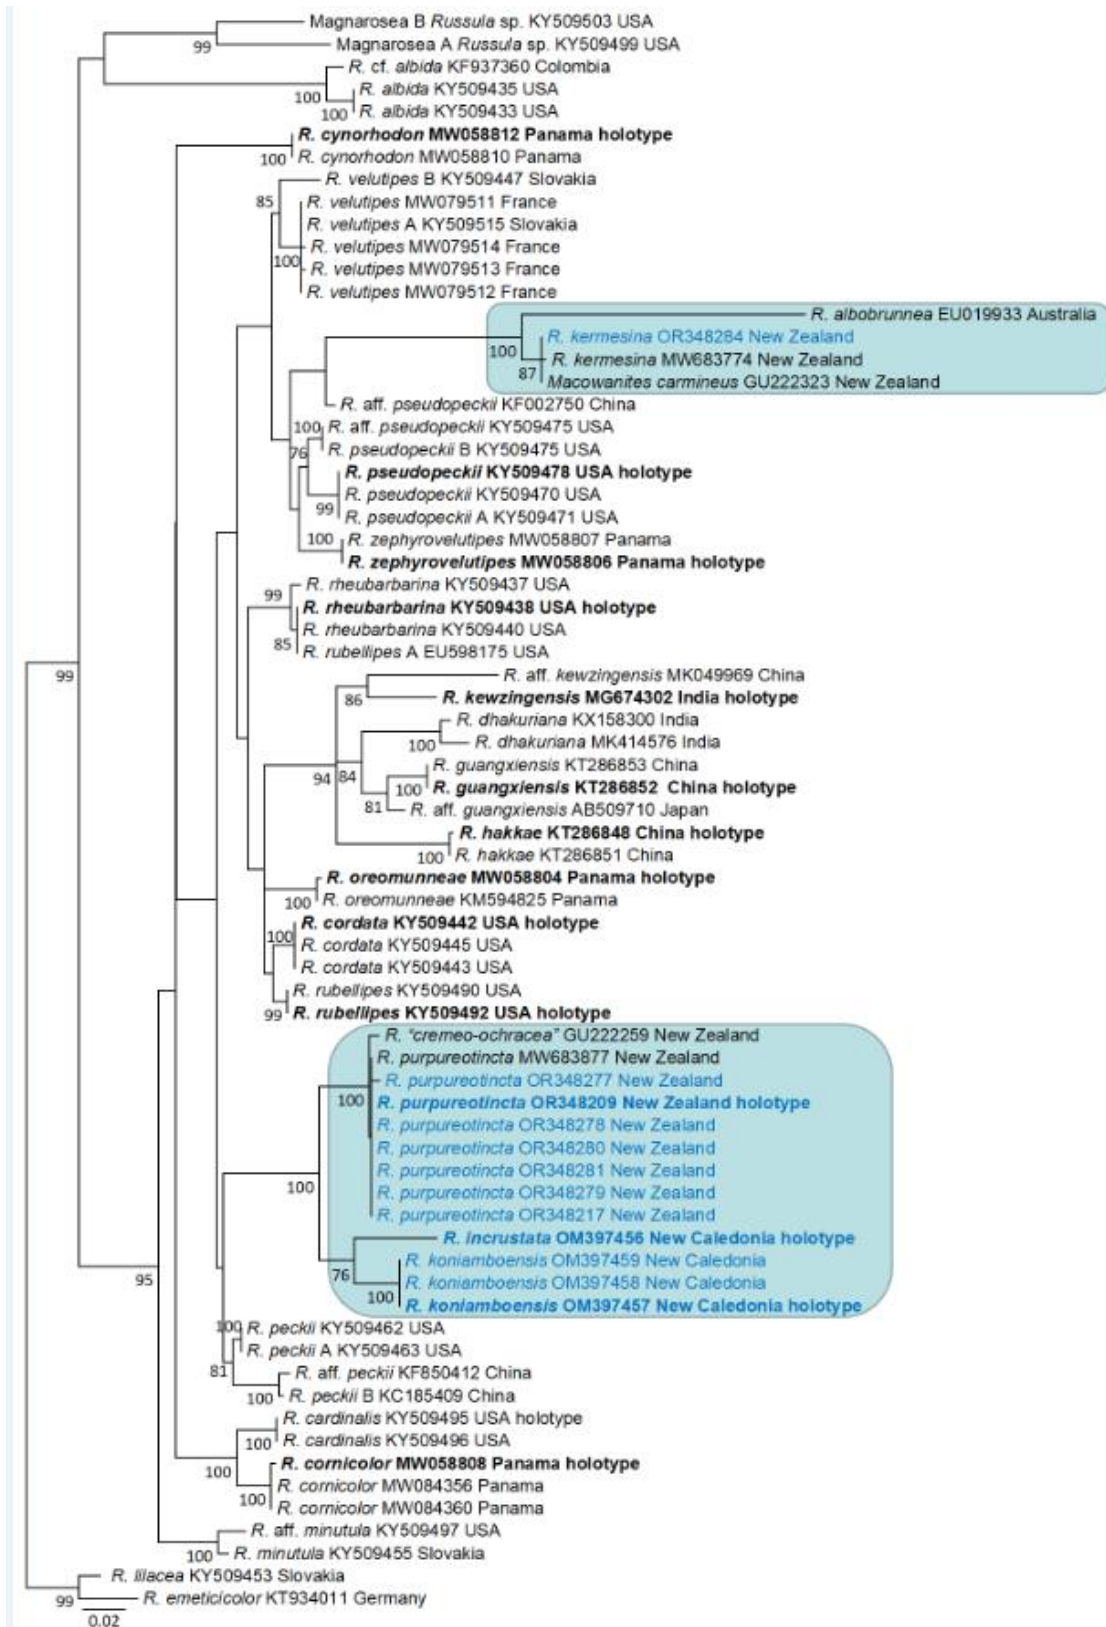 Magnarosea B Russula sp. KY509503 USA
99
Magnarosea A Russula sp. KY509499 USA
R. cf. albida KF937360 Colombia
R. albida KY509435 USA
100
R. albida KY509433 USA
100
R. cynorhodon MW058812 Panama holotype
R. cynorhodon MW058810 Panama
100
R. velutipes B KY509447 Slovakia
85
R. velutipes MW079511 France
R. velutipes A KY509515 Slovakia
R. velutipes MW079514 France
100
R. velutipes MW079513 France
R. velutipes MW079512 France
R. albobrunnea EU019933 Australia
R. kermesina OR348284 New Zealand
100
R. kermesina MW683774 New Zealand
87
Macowanites carmineus GU222323 New Zealand
R. aff. pseudopeckii KF002750 China
100
R. aff. pseudopeckii KY509475 USA
76
R. pseudopeckii B KY509475 USA
R. pseudopeckii KY509478 USA holotype
R. pseudopeckii KY509470 USA
99
R. pseudopeckii A KY509471 USA
100
R. zephyrovelutipes MW058807 Panama
R. zephyrovelutipes MW058806 Panama holotype
R. rheubarbarina KY509437 USA
99
R. rheubarbarina KY509438 USA holotype
R. rheubarbarina KY509440 USA
85
R. rubellipes A EU598175 USA
99
R. aff. kewzingensis MK049969 China
86
R. kewzingensis MG674302 India holotype
R. dhakuriana KX158300 India
100
R. dhakuriana MK414576 India
R. guangxiensis KT286853 China
94
84
100
R. guangxiensis KT286852 China holotype
81
R. aff. guangxiensis AB509710 Japan
R. hakkae KT286848 China holotype
100
R. hakkae KT286851 China
R. oreomunneae MW058804 Panama holotype
100
R. oreomunneae KM594825 Panama
R. cordata KY509442 USA holotype
100
R. cordata KY509445 USA
R. cordata KY509443 USA
R. rubellipes KY509490 USA
99
R. rubellipes KY509492 USA holotype
R. "cremeo-ochracea" GU222259 New Zealand
R. purpureotincta MW683877 New Zealand
R. purpureotincta OR348277 New Zealand
100
R. purpureotincta OR348209 New Zealand holotype
R. purpureotincta OR348278 New Zealand
R. purpureotincta OR348280 New Zealand
R. purpureotincta OR348281 New Zealand
100
R. purpureotincta OR348279 New Zealand
R. purpureotincta OR348217 New Zealand
R. incrustata OM397456 New Caledonia holotype
R. koniamboensis OM397459 New Caledonia
76
R. koniamboensis OM397458 New Caledonia
95
100
R. koniamboensis OM397457 New Caledonia holotype
100
R. peckii KY509462 USA
R. peckii A KY509463 USA
81
R. aff. peckii KF850412 China
100
R. peckii B KC185409 China
R. cardinalis KY509495 USA holotype
100
R. cardinalis KY509496 USA
R. cornicolor MW058808 Panama holotype
100
R. cornicolor MW084356 Panama
100
R. cornicolor MW084360 Panama
R. aff. minutula KY509497 USA
100
R. minutula KY509455 Slovakia
R. lilacea KY509453 Slovakia
99
R. emeticicolor KT934011 Germany
0.02